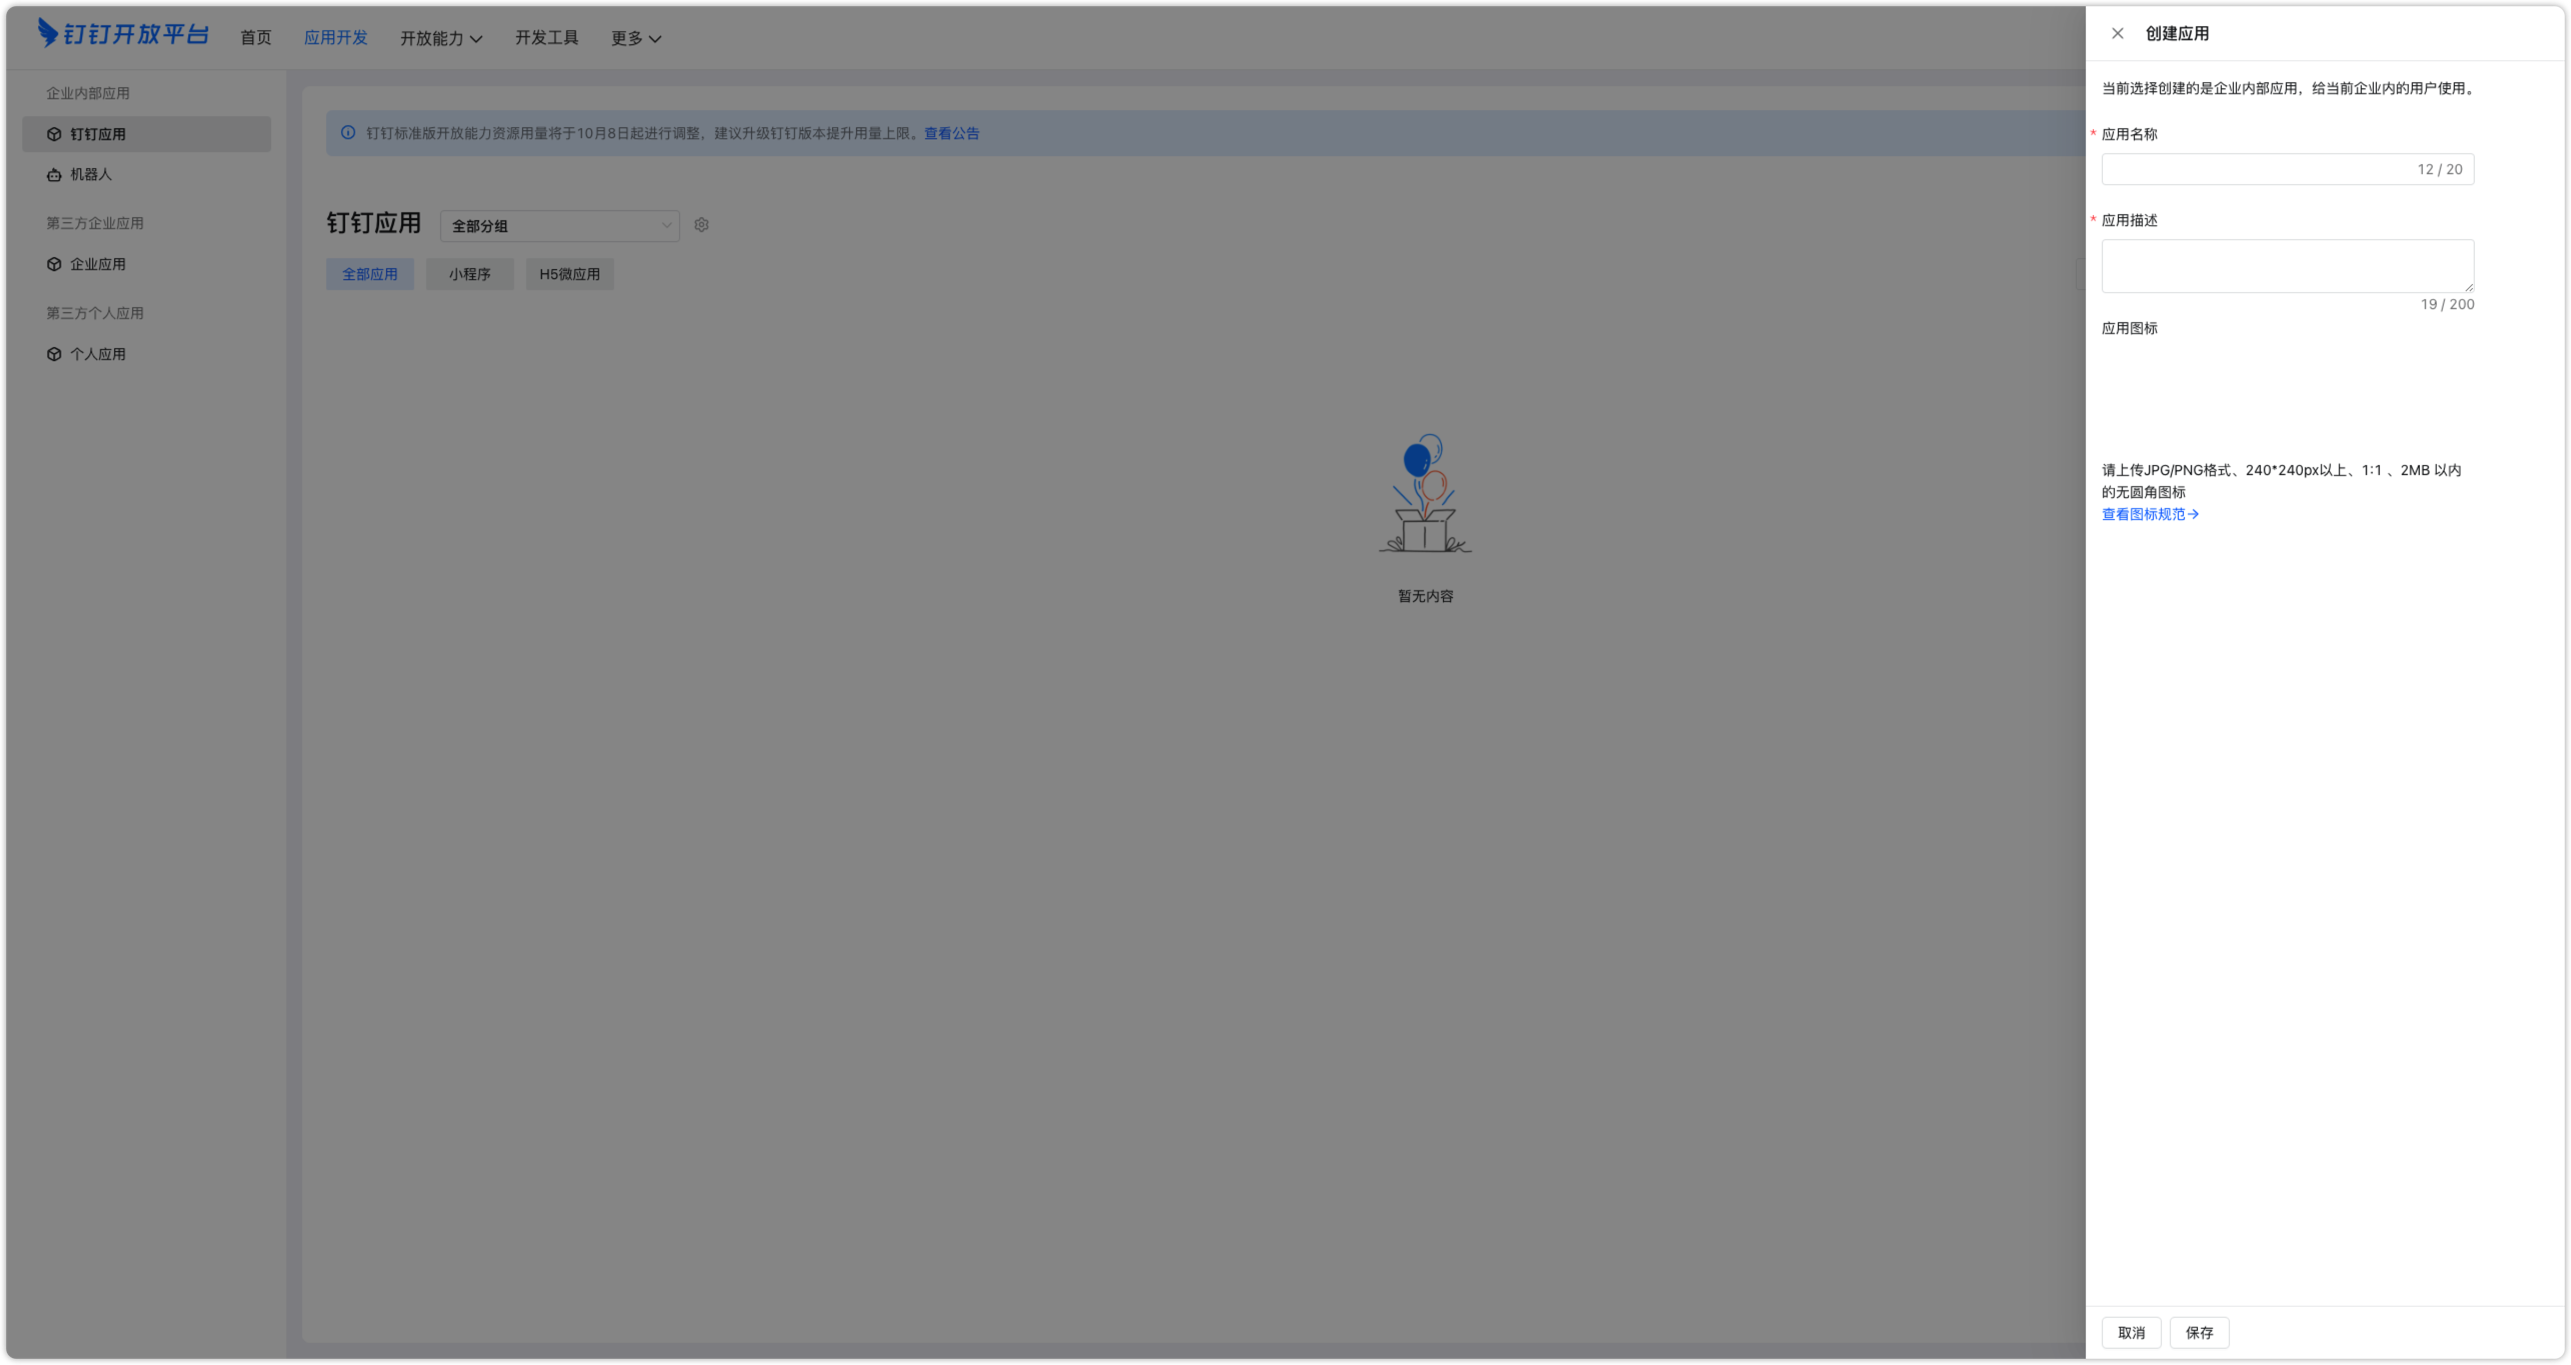 钉钉开放平台 首页 应用开发 开放能力 开发工具 更多
企业内部应用
钉钉应用
机器人
第三方企业应用
企业应用
第三方个人应用
个人应用
钉钉标准版开放能力资源用量将于10月8日起进行调整，建议升级钉钉版本提升用量上限。查看公告
钉钉应用 全部分组
全部应用 小程序 H5微应用
暂无内容
创建应用
当前选择创建的是企业内部应用，给当前企业内的用户使用。
* 应用名称
12 / 20
* 应用描述
19 / 200
应用图标
请上传JPG/PNG格式、240*240px以上、1:1 、2MB 以内
的无圆角图标
查看图标规范→
取消 保存